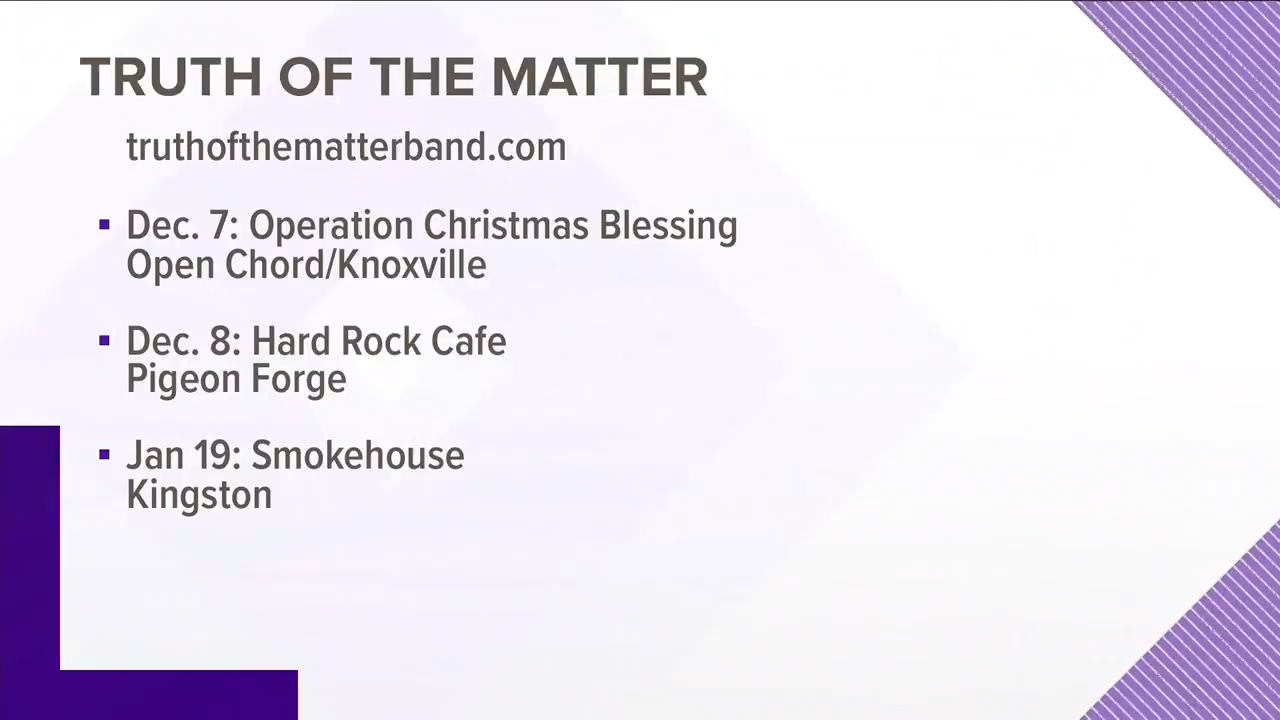 TRUTH OF THE MATTER
truthofthematterband.com
Dec. 7: Operation Christmas Blessing
Open Chord/Knoxville
Dec. 8: Hard Rock Cafe
Pigeon Forge
Jan 19: Smokehouse
Kingston